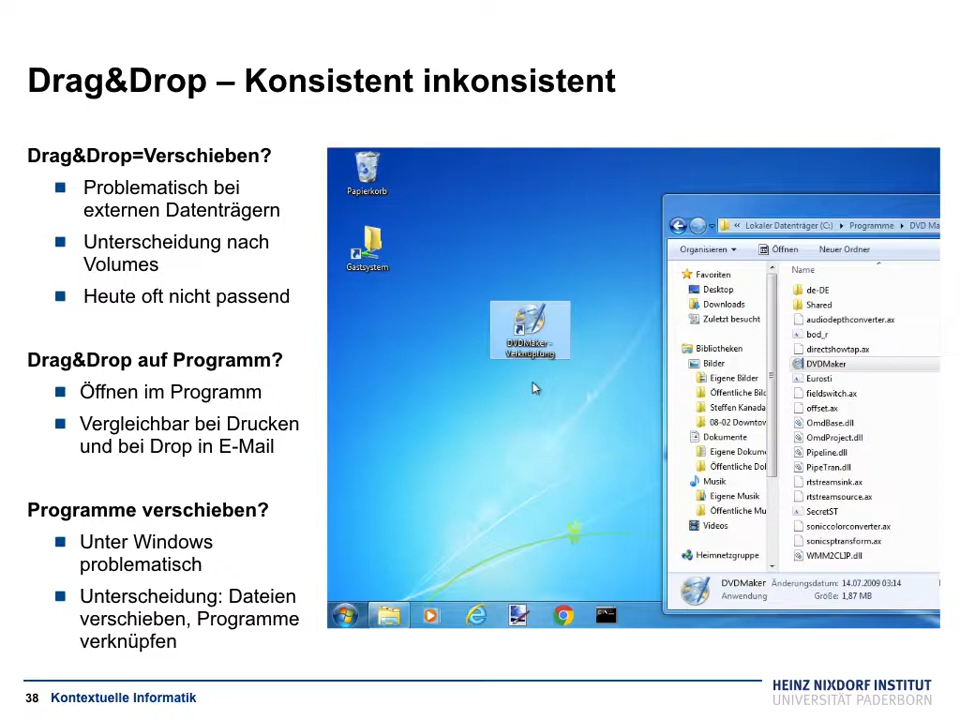 Drag&Drop – Konsistent inkonsistent
Drag&Drop=Verschieben?
Problematisch bei
externen Datenträgern
Unterscheidung nach
Volumes
Heute oft nicht passend
Drag&Drop auf Programm?
Öffnen im Programm
Vergleichbar bei Drucken
und bei Drop in E-Mail
Programme verschieben?
Unter Windows
problematisch
Unterscheidung: Dateien
verschieben, Programme
verknüpfen
Papierkorb
Gastsystem
DVDMaker -
Verknüpfung
« Lokaler Datenträger (C:) Programme DVD Ma
Organisieren Öffnen Neuer Ordner
Favoriten
Desktop
Downloads
Zuletzt besucht
Bibliotheken
Bilder
Eigene Bilder
Öffentliche Bild
Steffen Kanada
08-02 Downtow
Dokumente
Eigene Dokum
Öffentliche Dol
Musik
Eigene Musik
Öffentliche Mu
Videos
Heimnetzgruppe
Name
de-DE
Shared
audiodepthconverter.ax
bod_r
directshowtap.ax
DVDMaker
Eurosti
fieldswitch.ax
offset.ax
OmdBase.dll
OmdProject.dll
Pipeline.dll
PipeTran.dll
rtstreamsink.ax
rtstreamsource.ax
SecretST
soniccolorconverter.ax
sonicsptransform.ax
WMM2CLIP.dll
DVDMaker Änderungsdatum: 14.07.2009 03:14
Anwendung Größe: 1,87 MB
38 Kontextuelle Informatik
HEINZ NIXDORF INSTITUT
UNIVERSITÄT PADERBORN